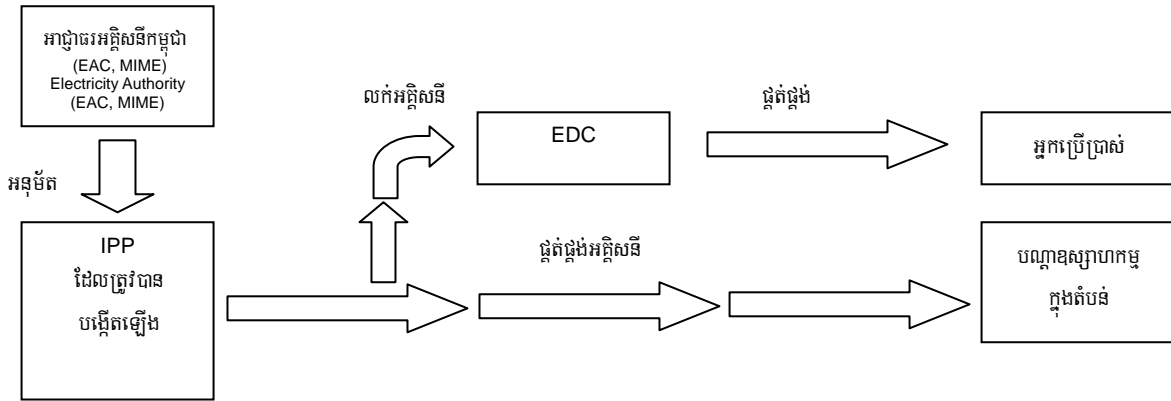 អាជ្ញាធរអគ្គិសនីកម្ពុជា
(EAC, MIME)
Electricity Authority
(EAC, MIME)
លក់អគ្គិសនី
ផ្គត់ផ្គង់
EDC
អ្នកប្រើប្រាស់
អនុម័ត
IPP
ដែលត្រូវបាន
បង្កើតឡើង
ផ្គត់ផ្គង់អគ្គិសនី
បណ្តាឧស្សាហកម្ម
ក្នុងតំបន់